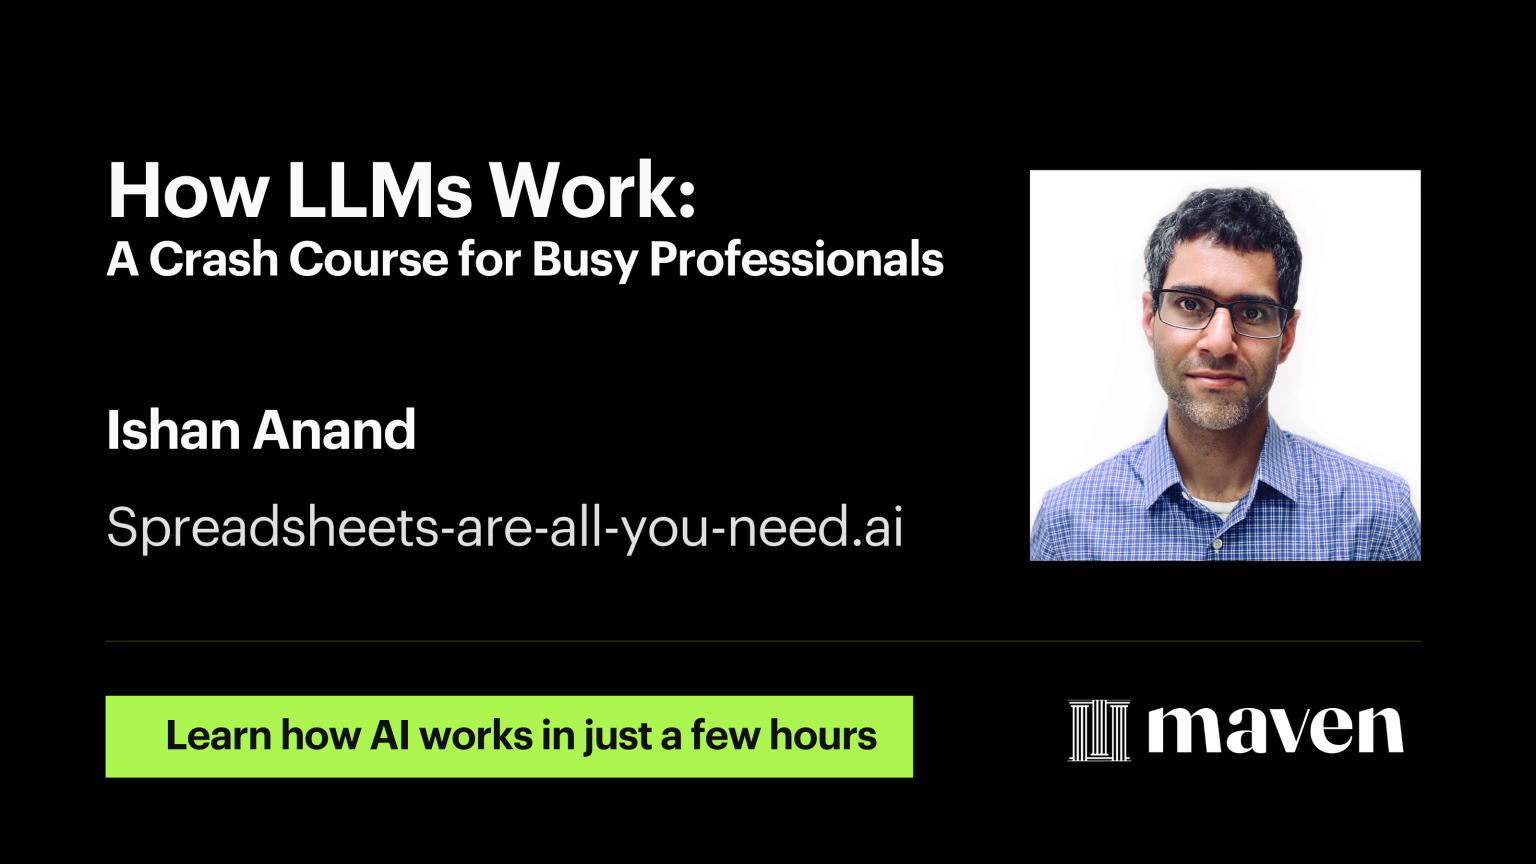 How LLMs Work:
A Crash Course for Busy Professionals
Ishan Anand
Spreadsheets-are-all-you-need.ai
Learn how AI works in just a few hours
maven